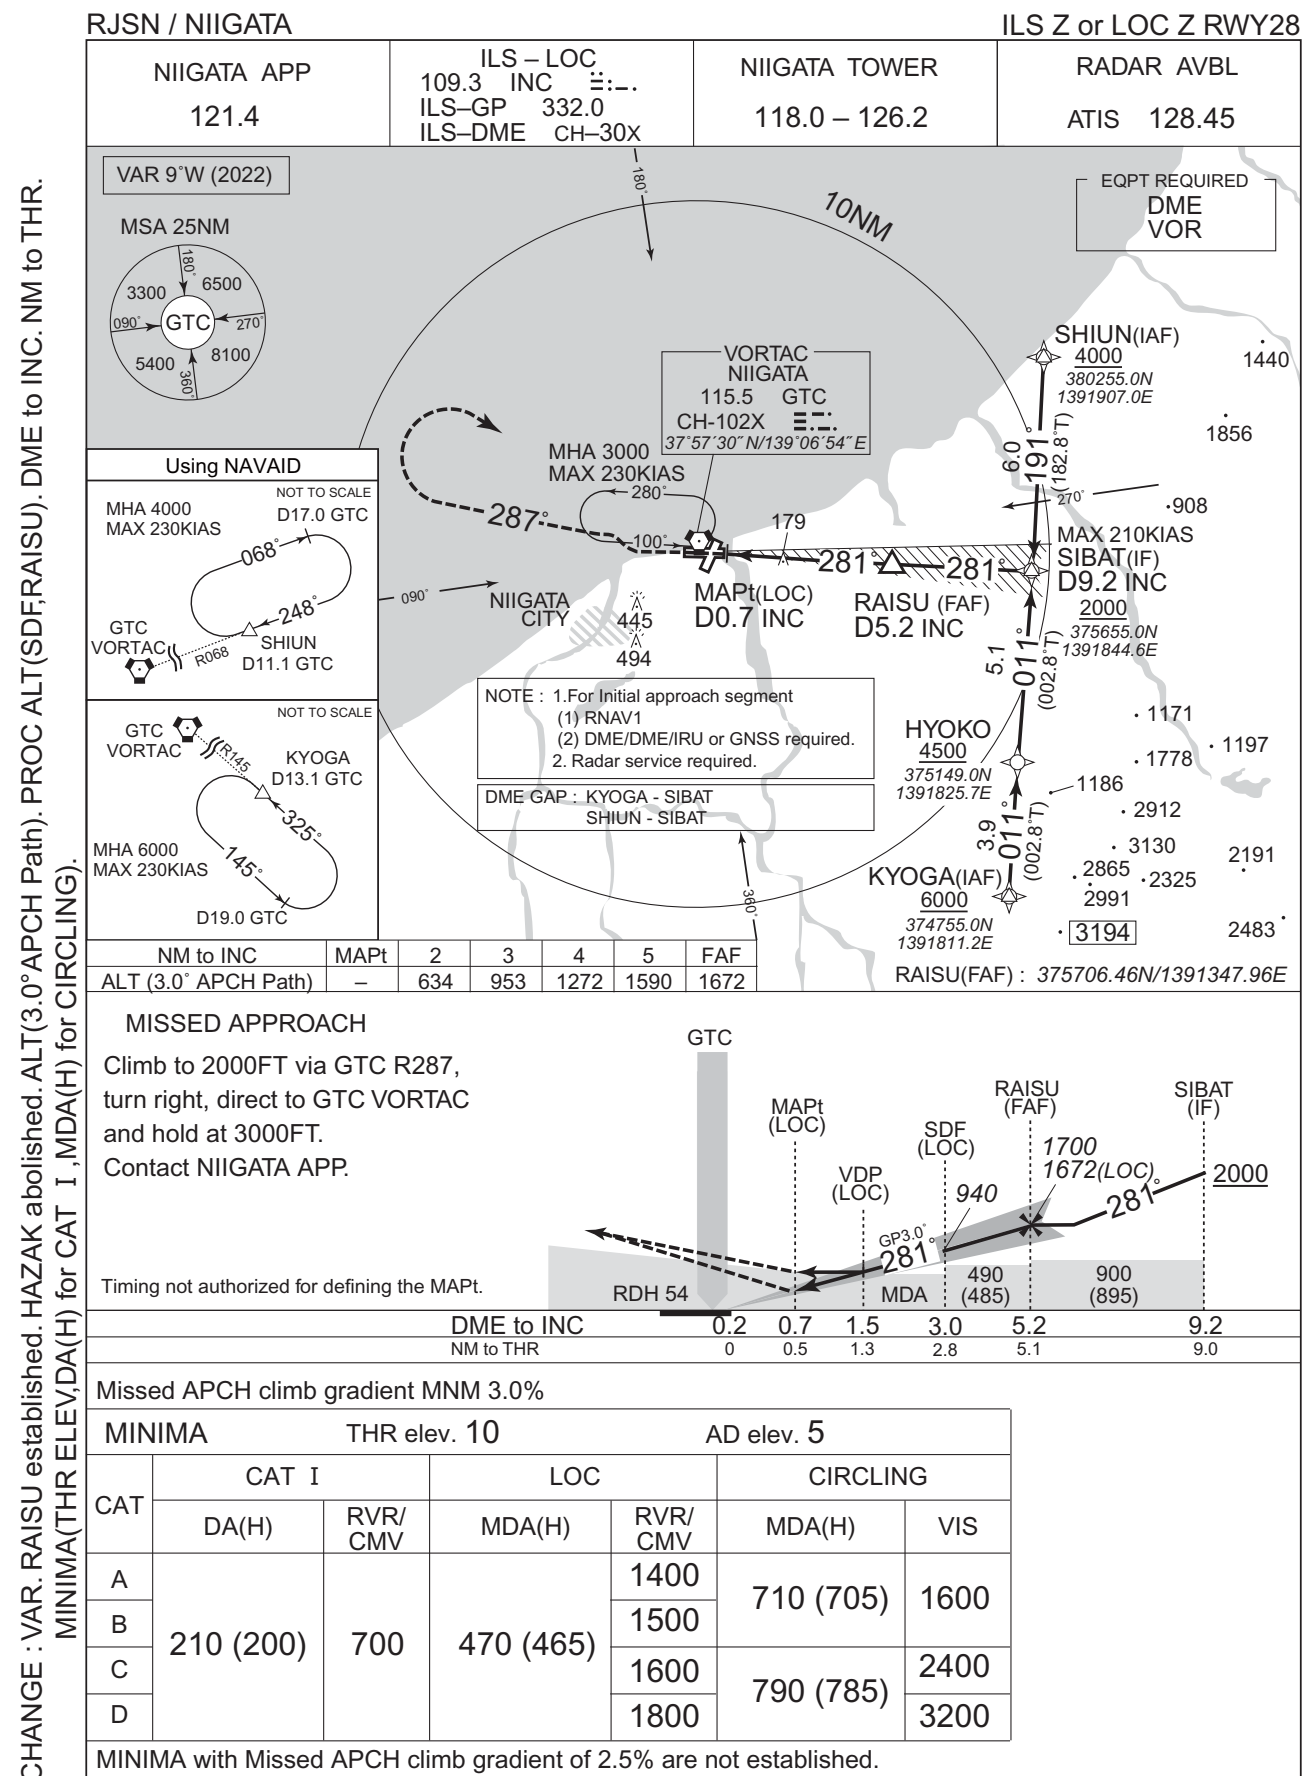 RJSN / NIIGATA
ILS Z or LOC Z RWY28
NIIGATA APP
121.4
ILS – LOC
109.3 INC
ILS–GP 332.0
ILS–DME CH–30X
NIIGATA TOWER
118.0 – 126.2
RADAR AVBL
ATIS 128.45
VAR 9˚W (2022)
MSA 25NM
180˚
3300
6500
090˚
GTC
270˚
5400
8100
360˚
180˚
10NM
EQPT REQUIRED
DME
VOR
SHIUN(IAF)
4000
380255.0N
1391907.0E
1440
1856
908
6.0
191˚
(182.8˚T)
270˚
VORTAC
NIIGATA
115.5 GTC
CH-102X
37˚57′30″N/139˚06′54″E
MHA 3000
MAX 230KIAS
280˚
100˚
287˚
179
281˚
281˚
MAX 210KIAS
SIBAT(IF)
D9.2 INC
2000
375655.0N
1391844.6E
MAPt(LOC)
D0.7 INC
RAISU (FAF)
D5.2 INC
NIIGATA
CITY
445
494
090˚
Using NAVAID
NOT TO SCALE
MHA 4000
MAX 230KIAS
D17.0 GTC
068˚
248˚
GTC
VORTAC
R068
SHIUN
D11.1 GTC
NOT TO SCALE
GTC
VORTAC
R145
KYOGA
D13.1 GTC
325˚
145˚
MHA 6000
MAX 230KIAS
D19.0 GTC
NOTE : 1.For Initial approach segment
(1) RNAV1
(2) DME/DME/IRU or GNSS required.
2. Radar service required.
DME GAP : KYOGA - SIBAT
SHIUN - SIBAT
5.1
011˚
(002.8˚T)
HYOKO
4500
375149.0N
1391825.7E
3.9
011˚
(002.8˚T)
KYOGA(IAF)
6000
374755.0N
1391811.2E
1171
1778
1197
1186
2912
3130
2865
2325
2991
2191
3194
2483
360˚
RAISU(FAF) : 375706.46N/1391347.96E
NM to INC MAPt 2 3 4 5 FAF
ALT (3.0˚ APCH Path) – 634 953 1272 1590 1672
MISSED APPROACH
Climb to 2000FT via GTC R287,
turn right, direct to GTC VORTAC
and hold at 3000FT.
Contact NIIGATA APP.
Timing not authorized for defining the MAPt.
GTC
MAPt
(LOC)
VDP
(LOC)
SDF
(LOC)
RAISU
(FAF)
SIBAT
(IF)
940
1700
1672(LOC)
2000
281˚
GP3.0˚
281˚
RDH 54
MDA
490
(485)
900
(895)
DME to INC 0.2 0.7 1.5 3.0 5.2 9.2
NM to THR 0 0.5 1.3 2.8 5.1 9.0
Missed APCH climb gradient MNM 3.0%
MINIMA THR elev. 10 AD elev. 5
CAT CAT I LOC CIRCLING
DA(H) RVR/CMV MDA(H) RVR/CMV MDA(H) VIS
A 1400
B 1500
C 1600
D 1800
210 (200) 700 470 (465)
710 (705) 1600
790 (785)
2400
3200
MINIMA with Missed APCH climb gradient of 2.5% are not established.
CHANGE : VAR. RAISU established. HAZAK abolished. ALT(3.0˚ APCH Path). PROC ALT(SDF,RAISU). DME to INC. NM to THR.
MINIMA(THR ELEV,DA(H) for CAT I ,MDA(H) for CIRCLING).